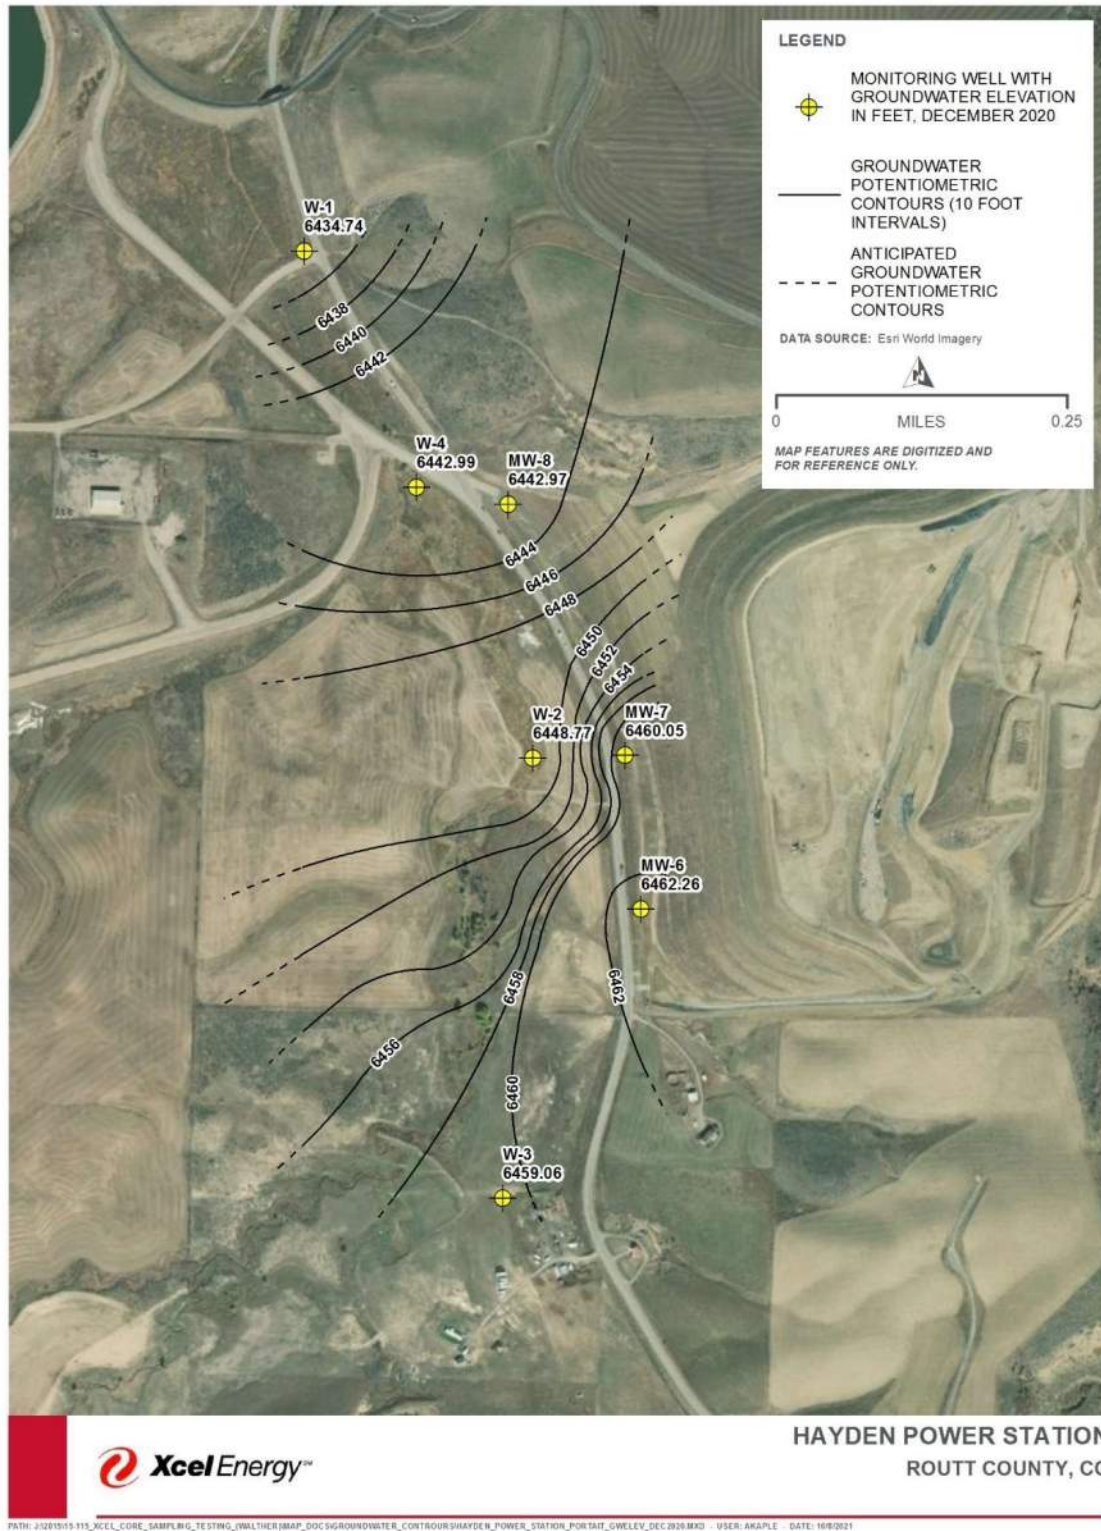 LEGEND
MONITORING WELL WITH
GROUNDWATER ELEVATION
IN FEET, DECEMBER 2020
GROUNDWATER
POTENTIOMETRIC
CONTOURS (10 FOOT
INTERVALS)
ANTICIPATED
GROUNDWATER
POTENTIOMETRIC
CONTOURS
DATA SOURCE: Esri World Imagery
N
0 0.25
MILES
MAP FEATURES ARE DIGITIZED AND
FOR REFERENCE ONLY.
W-1
6434.74
6438
6440
6442
W-4
6442.99
MW-8
6442.97
6444
6446
6448
6450
6452
6454
W-2
6448.77
MW-7
6460.05
MW-6
6462.26
6458
6462
6456
6460
W-3
6459.06
Xcel Energy
HAYDEN POWER STATION
ROUTT COUNTY, CO